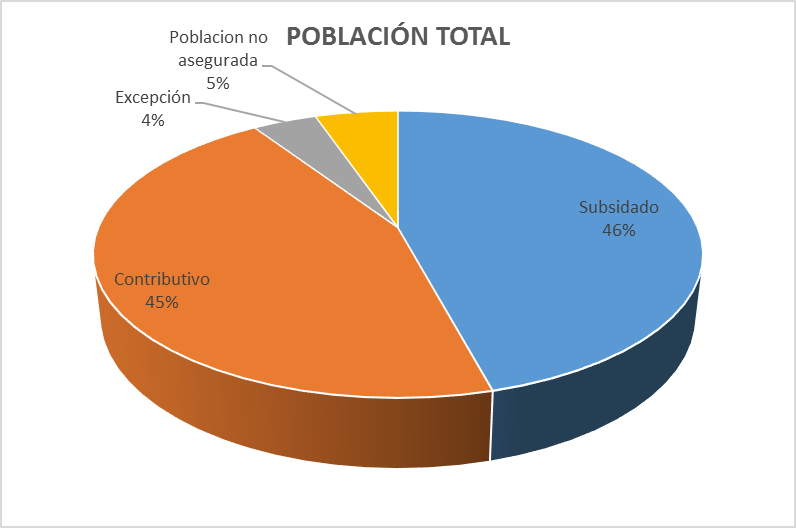 POBLACIÓN TOTAL
Poblacion no
asegurada
5%
Excepción
4%
Subsidado
46%
Contributivo
45%